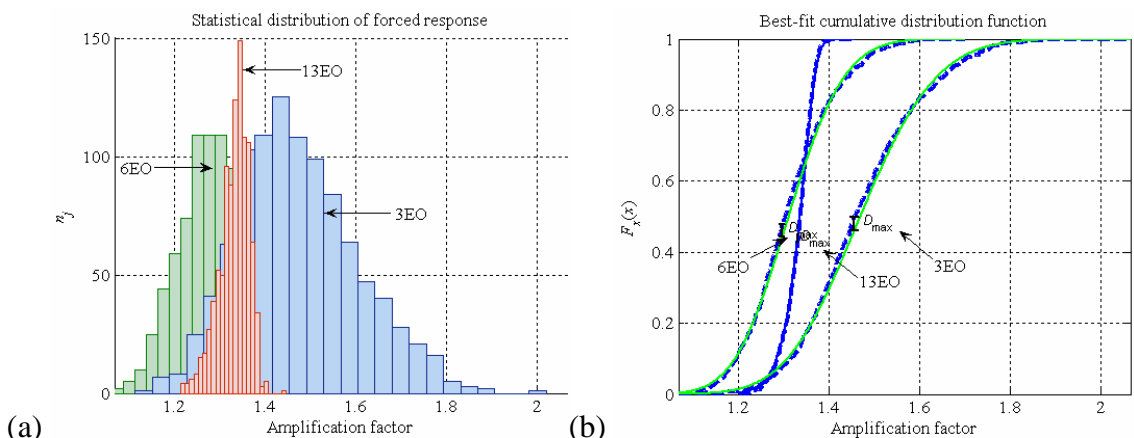 Statistical distribution of forced response
150
100
50
0
n_j
13EO
6EO
3EO
1.2 1.4 1.6 1.8 2
Amplification factor
(a)
Best-fit cumulative distribution function
1
0.8
0.6
0.4
0.2
0
F_x(x)
D_max
D_max
D_max
6EO
13EO
3EO
1.2 1.4 1.6 1.8 2
Amplification factor
(b)